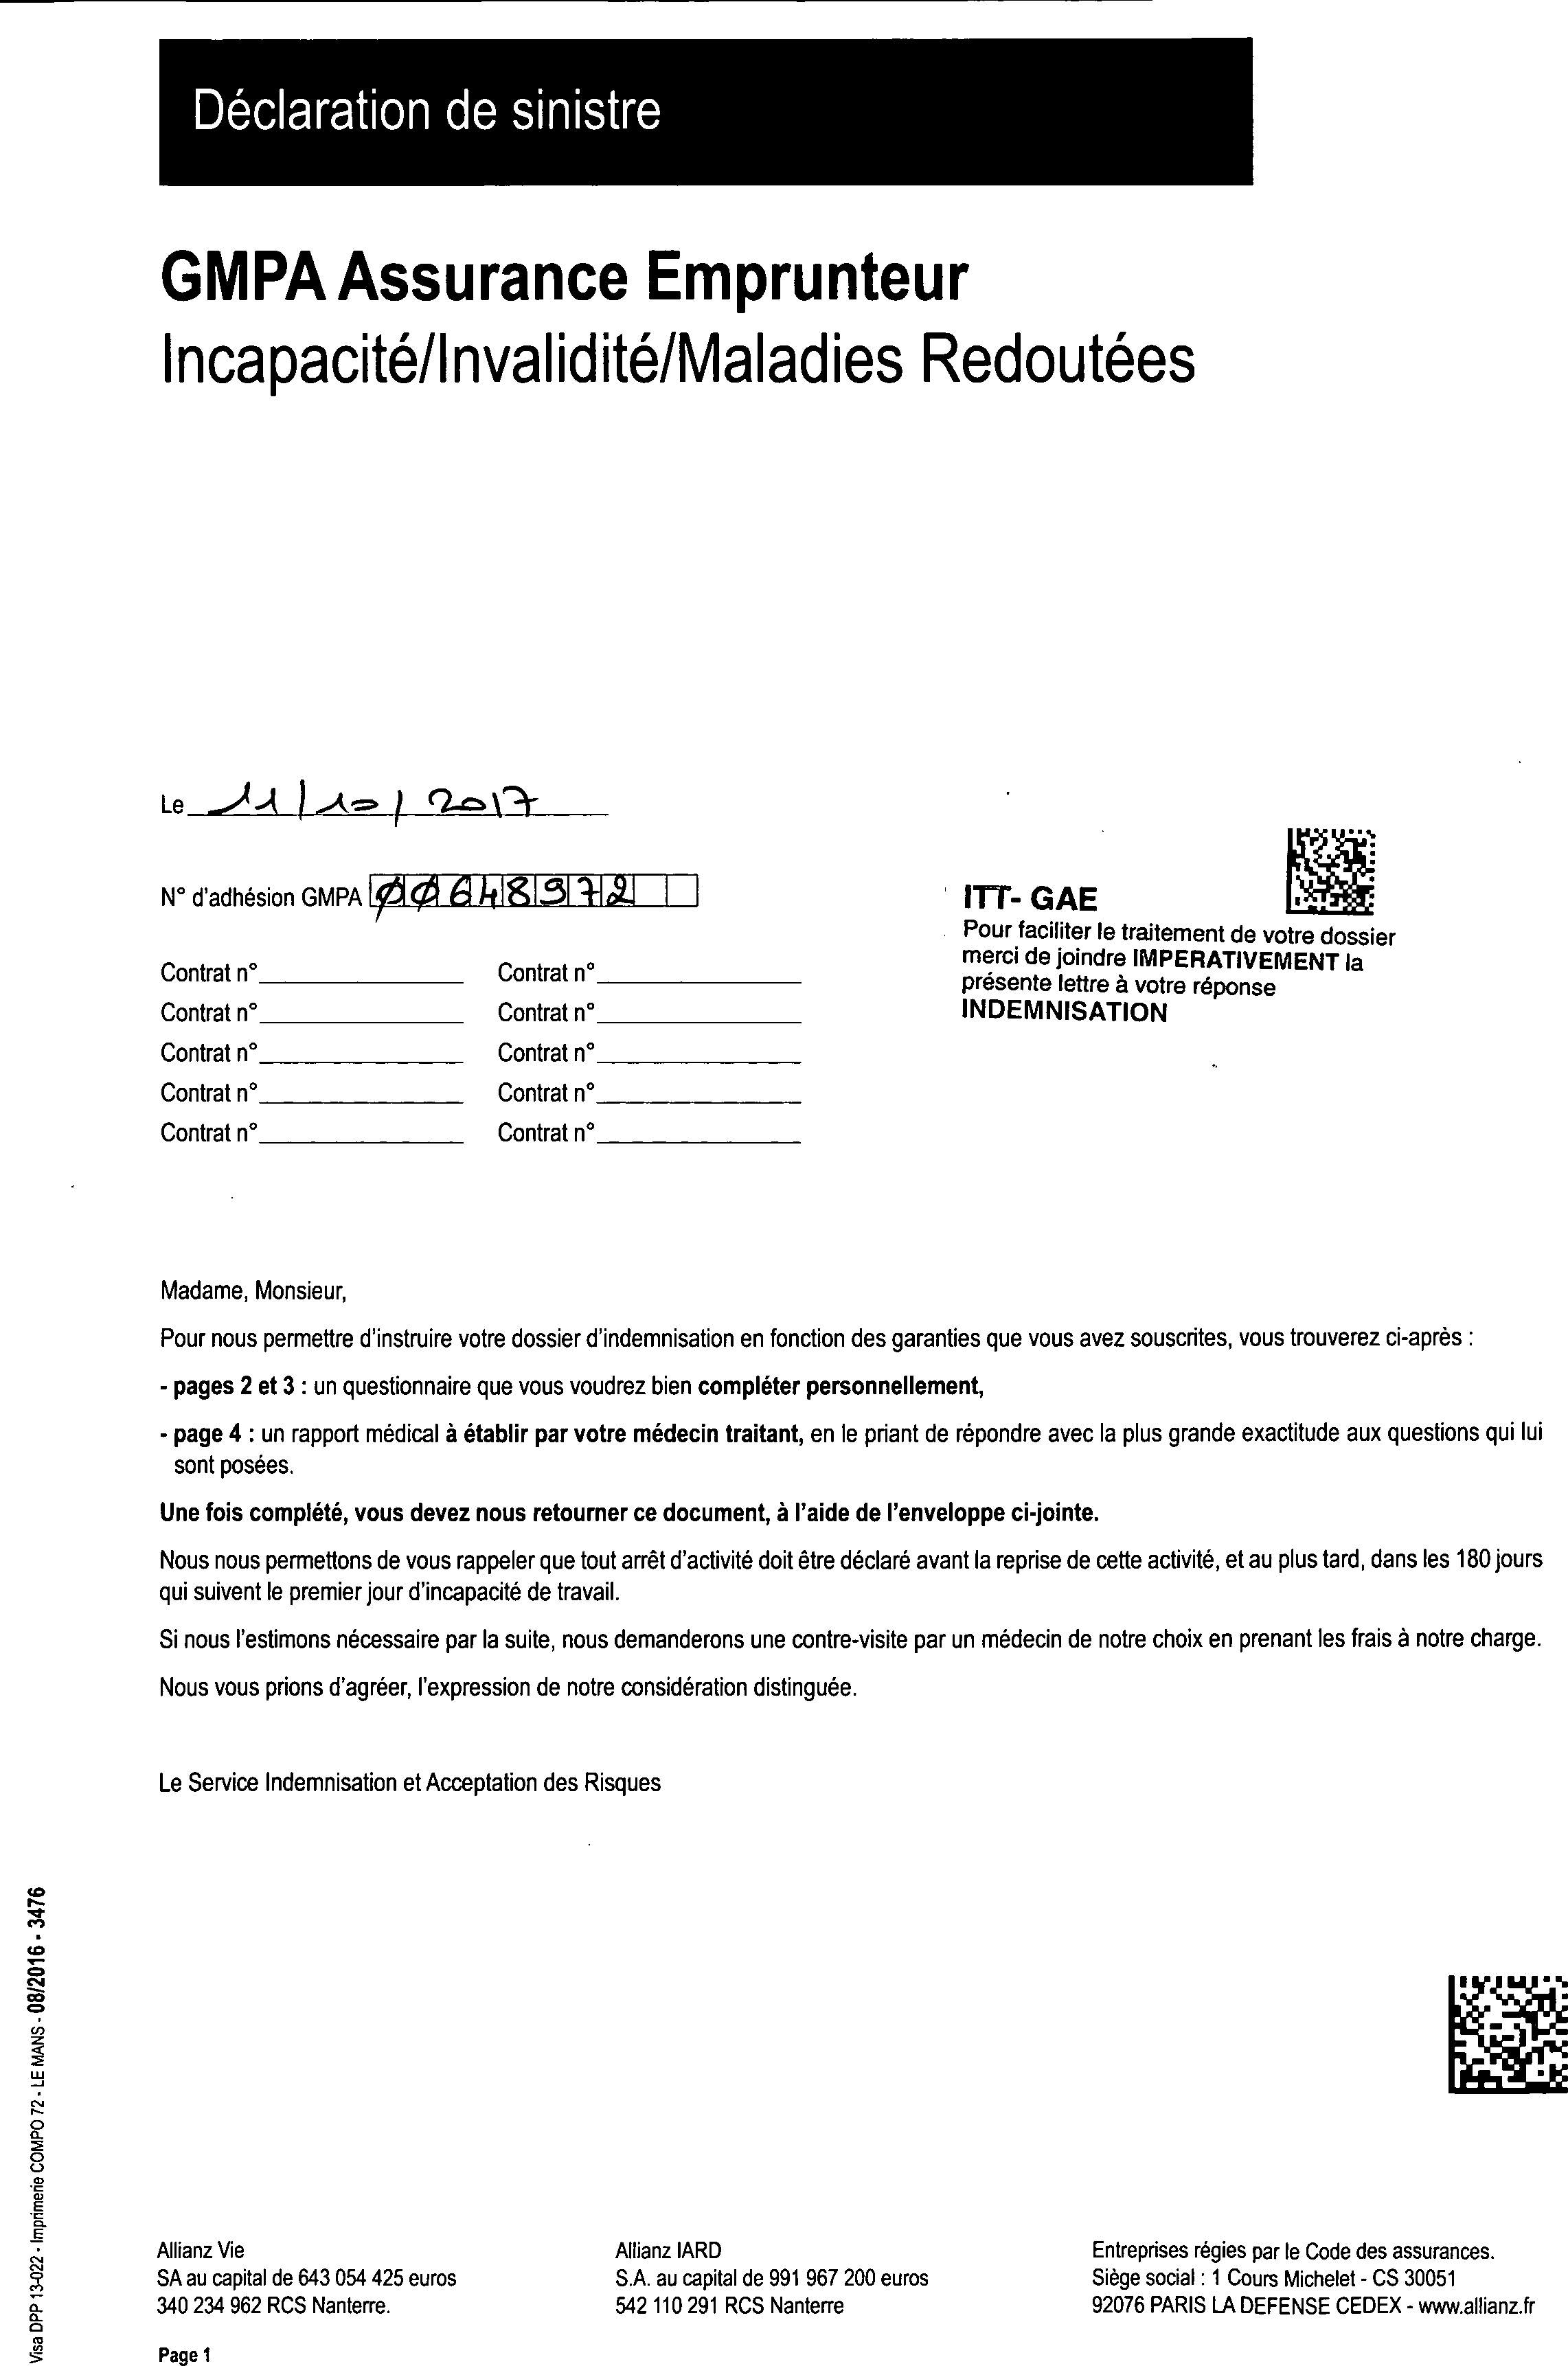 Déclaration de sinistre
GMPA Assurance Emprunteur
Incapacité/Invalidité/Maladies Redoutées
Le 11/10/2017
N° d'adhésion GMPA 00648972
ITT- GAE
Pour faciliter le traitement de votre dossier
merci de joindre IMPERATIVEMENT la
présente lettre à votre réponse
INDEMNISATION
Contrat n° Contrat n°
Contrat n° Contrat n°
Contrat n° Contrat n°
Contrat n° Contrat n°
Contrat n° Contrat n°
Madame, Monsieur,
Pour nous permettre d'instruire votre dossier d'indemnisation en fonction des garanties que vous avez souscrites, vous trouverez ci-après :
- pages 2 et 3 : un questionnaire que vous voudrez bien compléter personnellement,
- page 4 : un rapport médical à établir par votre médecin traitant, en le priant de répondre avec la plus grande exactitude aux questions qui lui
sont posées.
Une fois complété, vous devez nous retourner ce document, à l'aide de l'enveloppe ci-jointe.
Nous nous permettons de vous rappeler que tout arrêt d'activité doit être déclaré avant la reprise de cette activité, et au plus tard, dans les 180 jours
qui suivent le premier jour d'incapacité de travail.
Si nous l'estimons nécessaire par la suite, nous demanderons une contre-visite par un médecin de notre choix en prenant les frais à notre charge.
Nous vous prions d'agréer, l'expression de notre considération distinguée.
Le Service Indemnisation et Acceptation des Risques
Visa DPP 13-022 - Imprimerie COMPO 72 - LE MANS - 08/2016 - 3476
Allianz Vie
SA au capital de 643 054 425 euros
340 234 962 RCS Nanterre.
Allianz IARD
S.A. au capital de 991 967 200 euros
542 110 291 RCS Nanterre
Entreprises régies par le Code des assurances.
Siège social : 1 Cours Michelet - CS 30051
92076 PARIS LA DEFENSE CEDEX - www.allianz.fr
Page 1